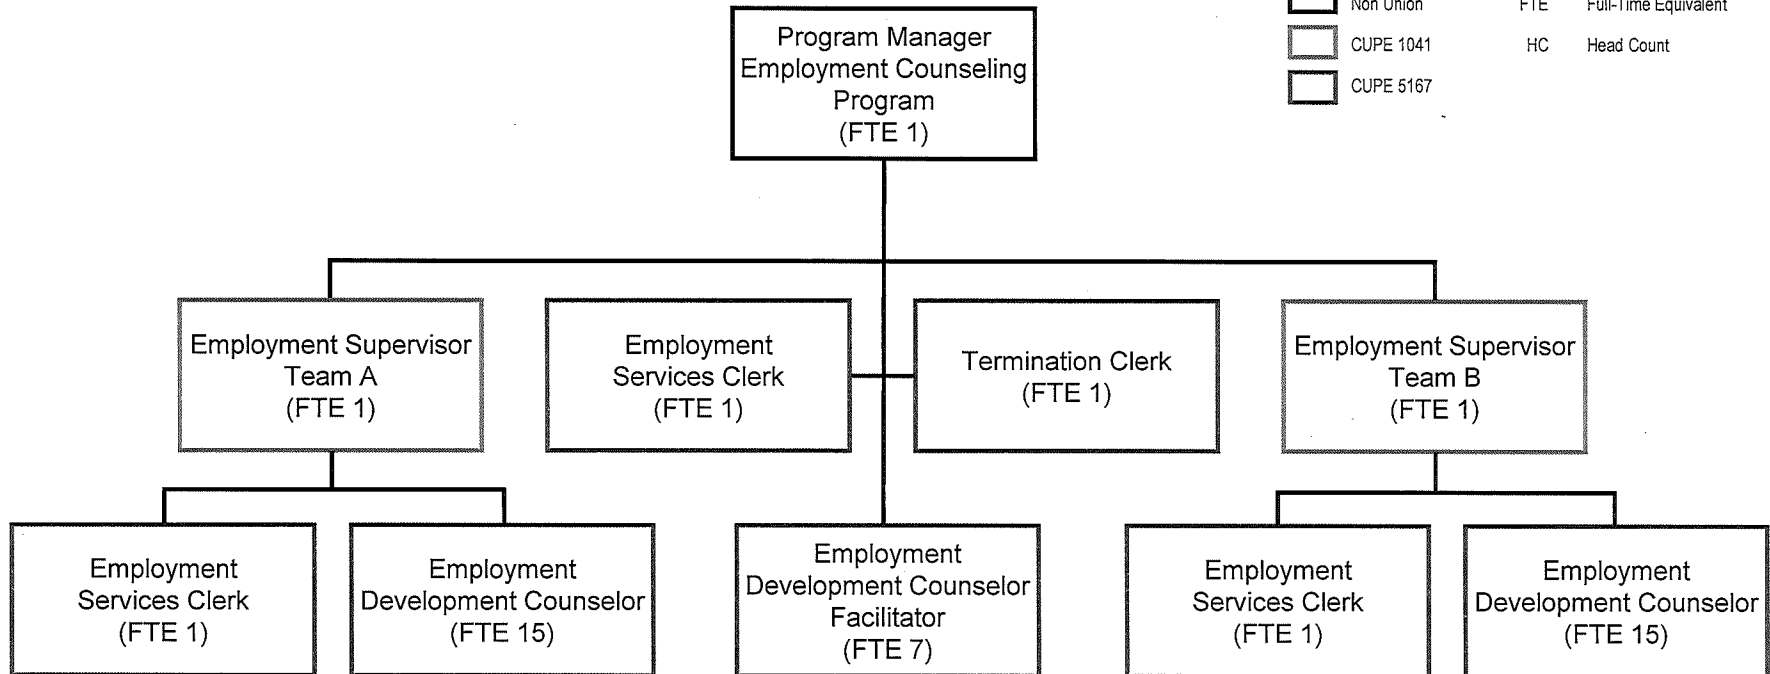 Non Union FTE Full-Time Equivalent
CUPE 1041 HC Head Count
CUPE 5167
Program Manager
Employment Counseling
Program
(FTE 1)
Employment Supervisor
Team A
(FTE 1)
Employment
Services Clerk
(FTE 1)
Termination Clerk
(FTE 1)
Employment Supervisor
Team B
(FTE 1)
Employment
Services Clerk
(FTE 1)
Employment
Development Counselor
(FTE 15)
Employment
Development Counselor
Facilitator
(FTE 7)
Employment
Services Clerk
(FTE 1)
Employment
Development Counselor
(FTE 15)